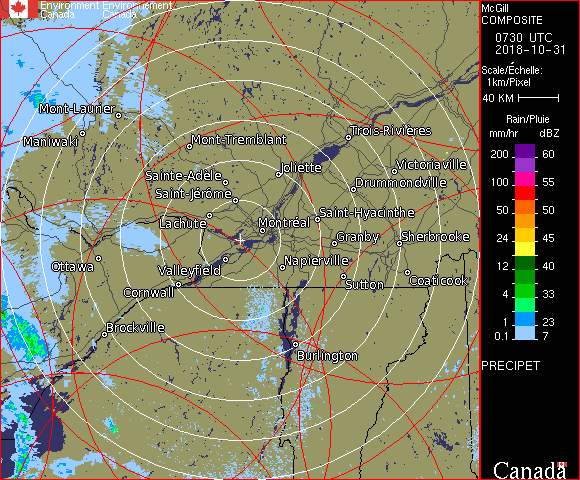 Environment Environnement
Canada Canada
McGill
COMPOSITE
0730 UTC
2018-10-31
Scale/Échelle:
1km/Pixel
40 KM
Rain/Pluie
mm/hr dBZ
200 60
100 55
50 50
24 45
12 40
4 33
1 23
0.1 7
PRECIPET
Canada
Mont-Laurier
Maniwaki
Mont-Tremblant
Trois-Rivières
Joliette
Victoriaville
Sainte-Adèle
Drummondville
Saint-Jérôme
Saint-Hyacinthe
Lachute
Montréal
Granby
Sherbrooke
Ottawa
Valleyfield
Napierville
Coaticook
Cornwall
Sutton
Brockville
Burlington